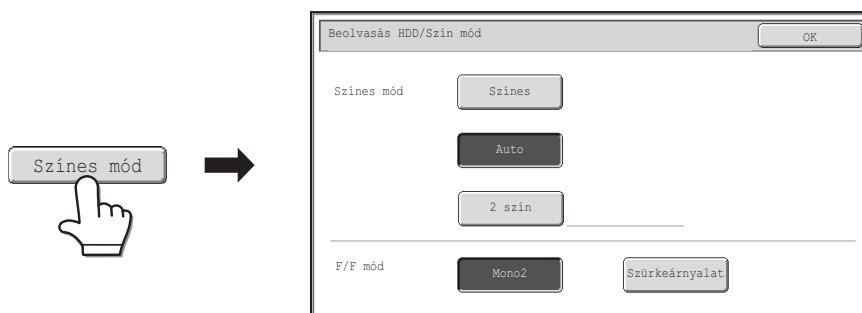 Beolvasás HDD/Szín mód
OK
Színes mód
Színes
Auto
2 szín
Színes mód
F/F mód
Mono2
Szürkeárnyalat